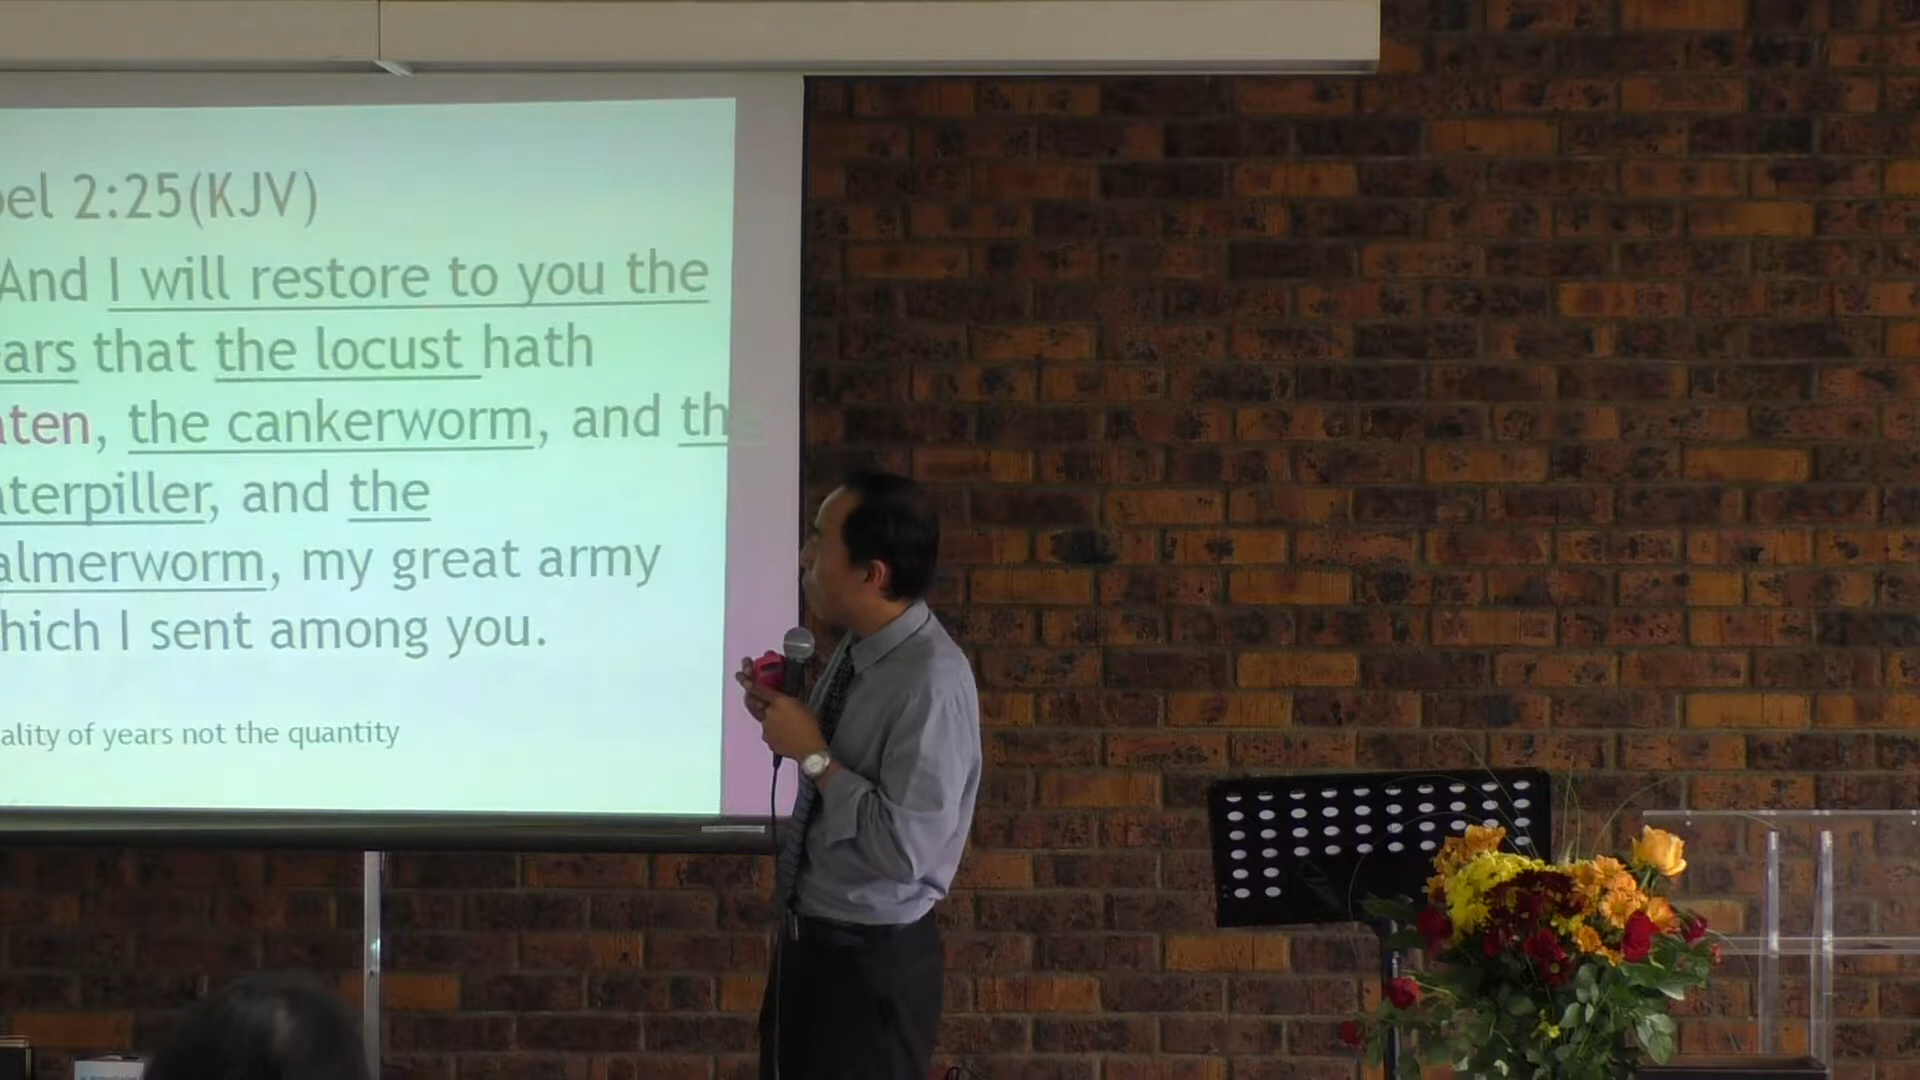 oel 2:25(KJV)
And I will restore to you the
ars that the locust hath
aten, the cankerworm, and the
aterpiller, and the
almerworm, my great army
hich I sent among you.
ality of years not the quantity